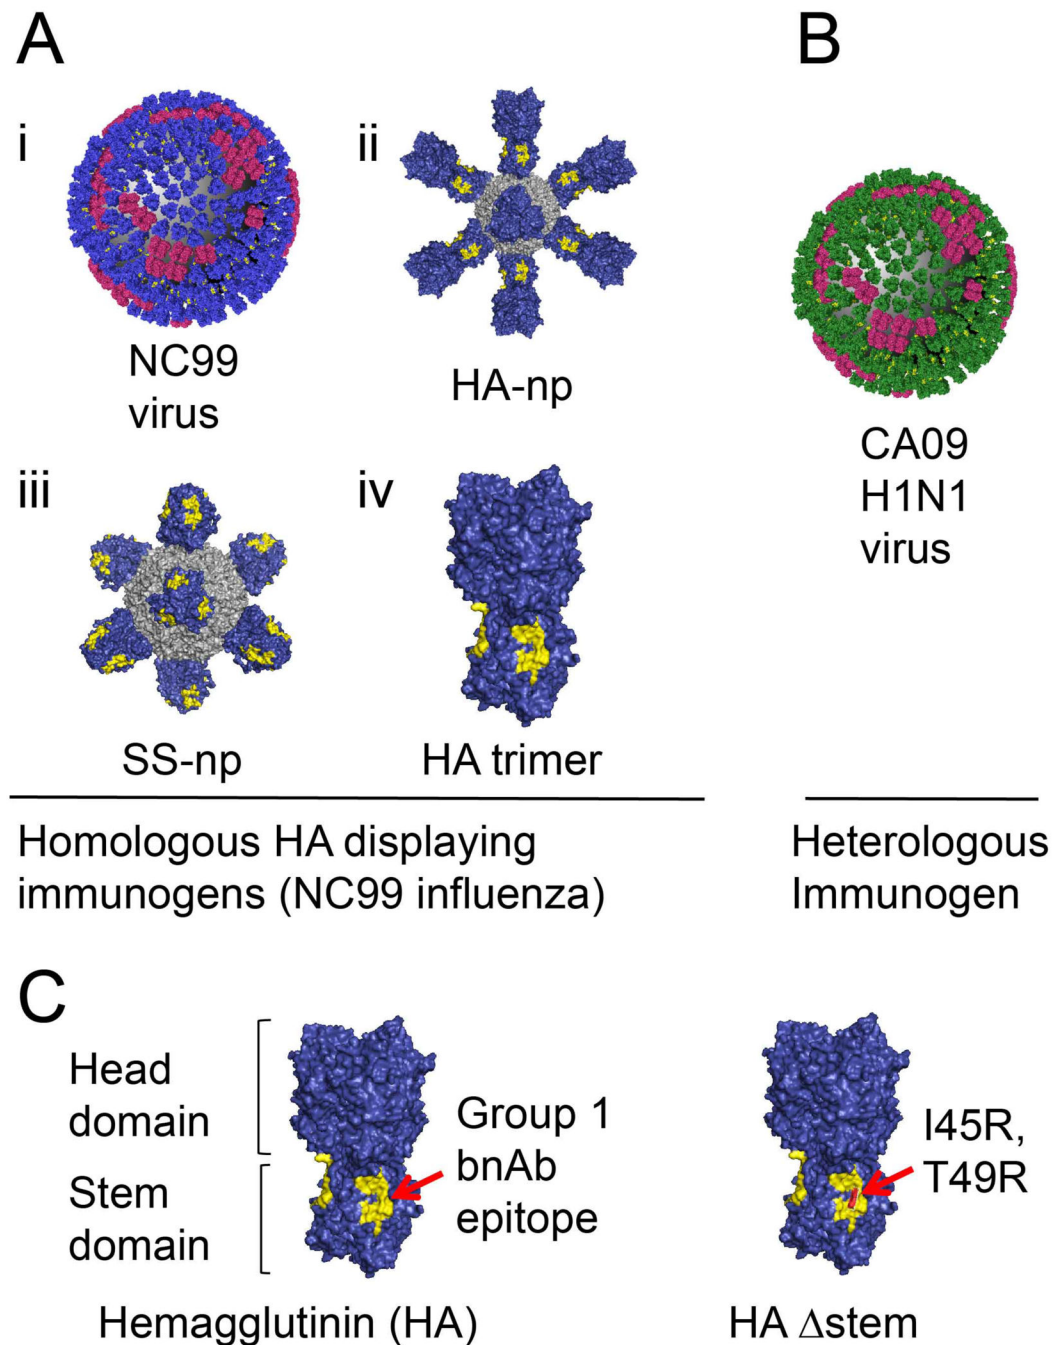 A
B
i
ii
NC99
virus
HA-np
CA09
H1N1
virus
iii
iv
SS-np
HA trimer
Homologous HA displaying
immunogens (NC99 influenza)
Heterologous
Immunogen
C
Head
domain
Stem
domain
Group 1
bnAb
epitope
I45R,
T49R
Hemagglutinin (HA)
HA Δstem